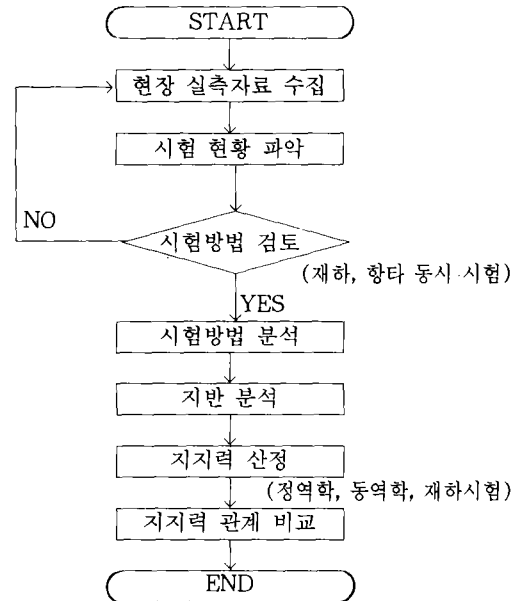 START
현장 실측자료 수집
시험 현황 파악
NO
시험방법 검토
(재하, 항타 동시 시험)
YES
시험방법 분석
지반 분석
지지력 산정
(정역학, 동역학, 재하시험)
지지력 관계 비교
END